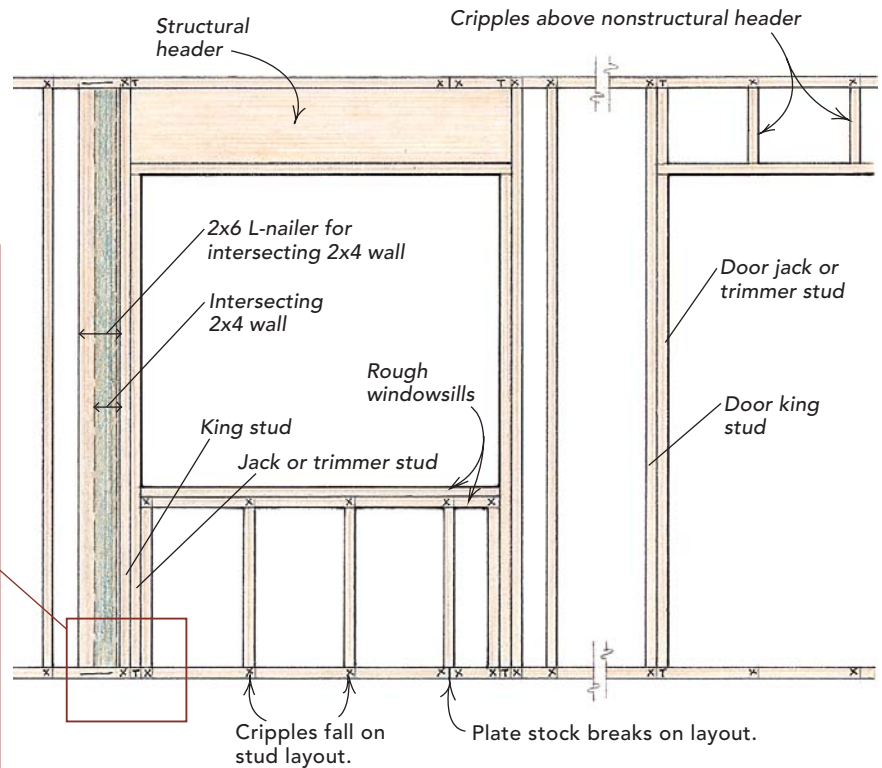 Structural
header
Cripples above nonstructural header
2x6 L-nailer for
intersecting 2x4 wall
Intersecting
2x4 wall
Rough
windowsills
King stud
Jack or trimmer stud
Door jack or
trimmer stud
Door king
stud
Cripples fall on
stud layout.
Plate stock breaks on layout.